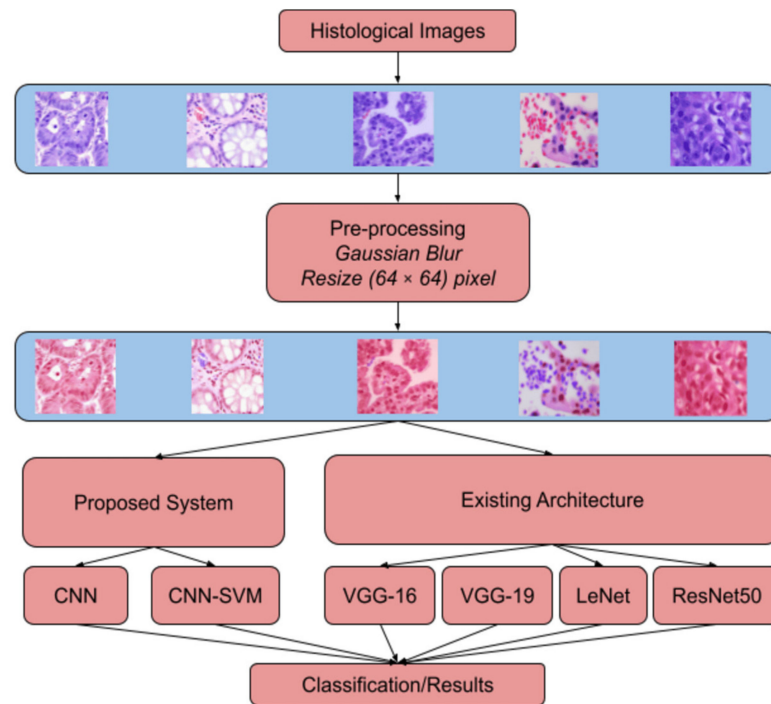 Histological Images
Pre-processing
Gaussian Blur
Resize (64 × 64) pixel
Proposed System
Existing Architecture
CNN
CNN-SVM
VGG-16
VGG-19
LeNet
ResNet50
Classification/Results